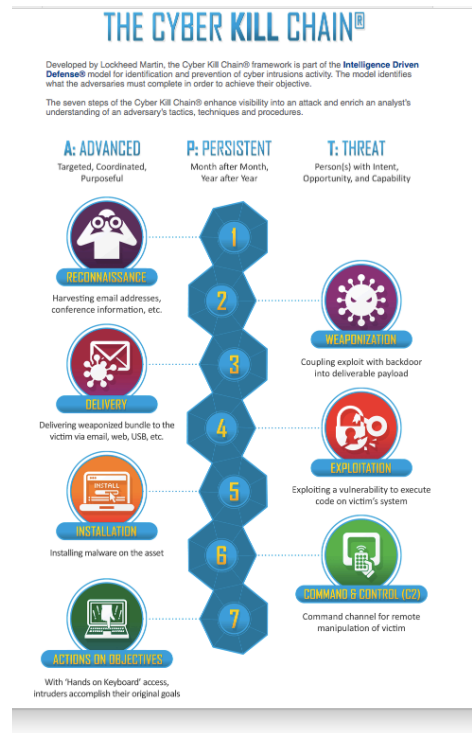 THE CYBER KILL CHAIN®
Developed by Lockheed Martin, the Cyber Kill Chain® framework is part of the Intelligence Driven
Defense® model for identification and prevention of cyber intrusions activity. The model identifies
what the adversaries must complete in order to achieve their objective.
The seven steps of the Cyber Kill Chain® enhance visibility into an attack and enrich an analyst's
understanding of an adversary's tactics, techniques and procedures.
A: ADVANCED
Targeted, Coordinated,
Purposeful
P: PERSISTENT
Month after Month,
Year after Year
T: THREAT
Person(s) with Intent,
Opportunity, and Capability
1
RECONNAISSANCE
Harvesting email addresses,
conference information, etc.
2
WEAPONIZATION
Coupling exploit with backdoor
into deliverable payload
3
DELIVERY
Delivering weaponized bundle to the
victim via email, web, USB, etc.
4
EXPLOITATION
Exploiting a vulnerability to execute
code on victim's system
5
INSTALL
INSTALLATION
Installing malware on the asset
6
COMMAND & CONTROL (C2)
Command channel for remote
manipulation of victim
7
ACTIONS ON OBJECTIVES
With 'Hands on Keyboard' access,
intruders accomplish their original goals